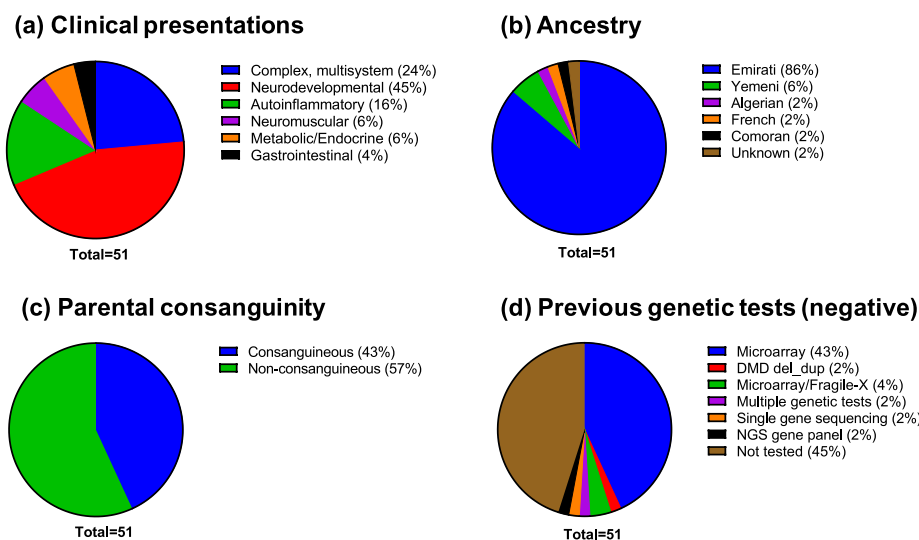 (a) Clinical presentations
Complex, multisystem (24%)
Neurodevelopmental (45%)
Autoinflammatory (16%)
Neuromuscular (6%)
Metabolic/Endocrine (6%)
Gastrointestinal (4%)
Total=51
(b) Ancestry
Emirati (86%)
Yemeni (6%)
Algerian (2%)
French (2%)
Comoran (2%)
Unknown (2%)
Total=51
(c) Parental consanguinity
Consanguineous (43%)
Non-consanguineous (57%)
Total=51
(d) Previous genetic tests (negative)
Microarray (43%)
DMD del_dup (2%)
Microarray/Fragile-X (4%)
Multiple genetic tests (2%)
Single gene sequencing (2%)
NGS gene panel (2%)
Not tested (45%)
Total=51